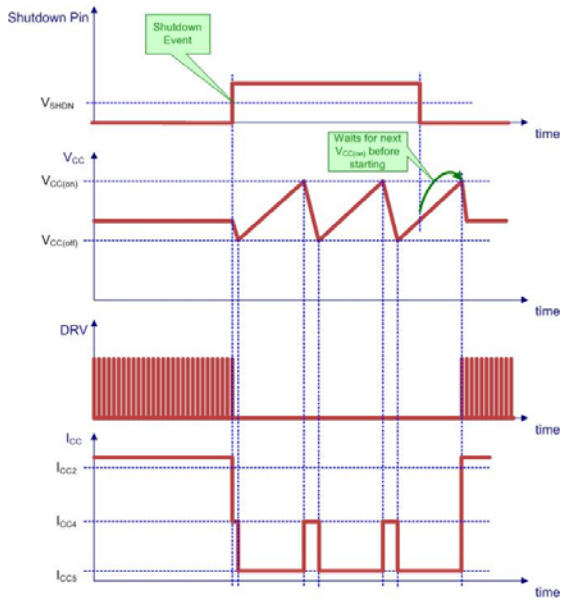 Shutdown Pin
Shutdown
Event
VSHDN
time
Waits for next
VCC(on) before
starting
VCC
VCC(on)
VCC(off)
time
DRV
time
ICC
ICC2
ICC4
ICC5
time